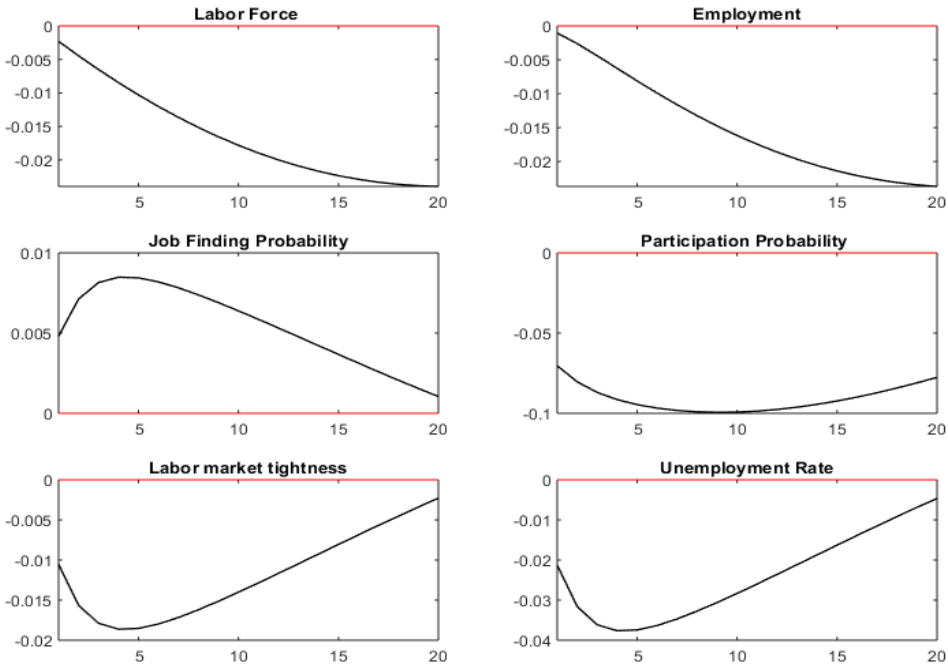 Labor Force
0
-0.005
-0.01
-0.015
-0.02
5 10 15 20
Employment
0
-0.005
-0.01
-0.015
-0.02
5 10 15 20
Job Finding Probability
0.01
0.005
0
5 10 15 20
Participation Probability
0
-0.05
-0.1
5 10 15 20
Labor market tightness
0
-0.005
-0.01
-0.015
-0.02
5 10 15 20
Unemployment Rate
0
-0.01
-0.02
-0.03
-0.04
5 10 15 20